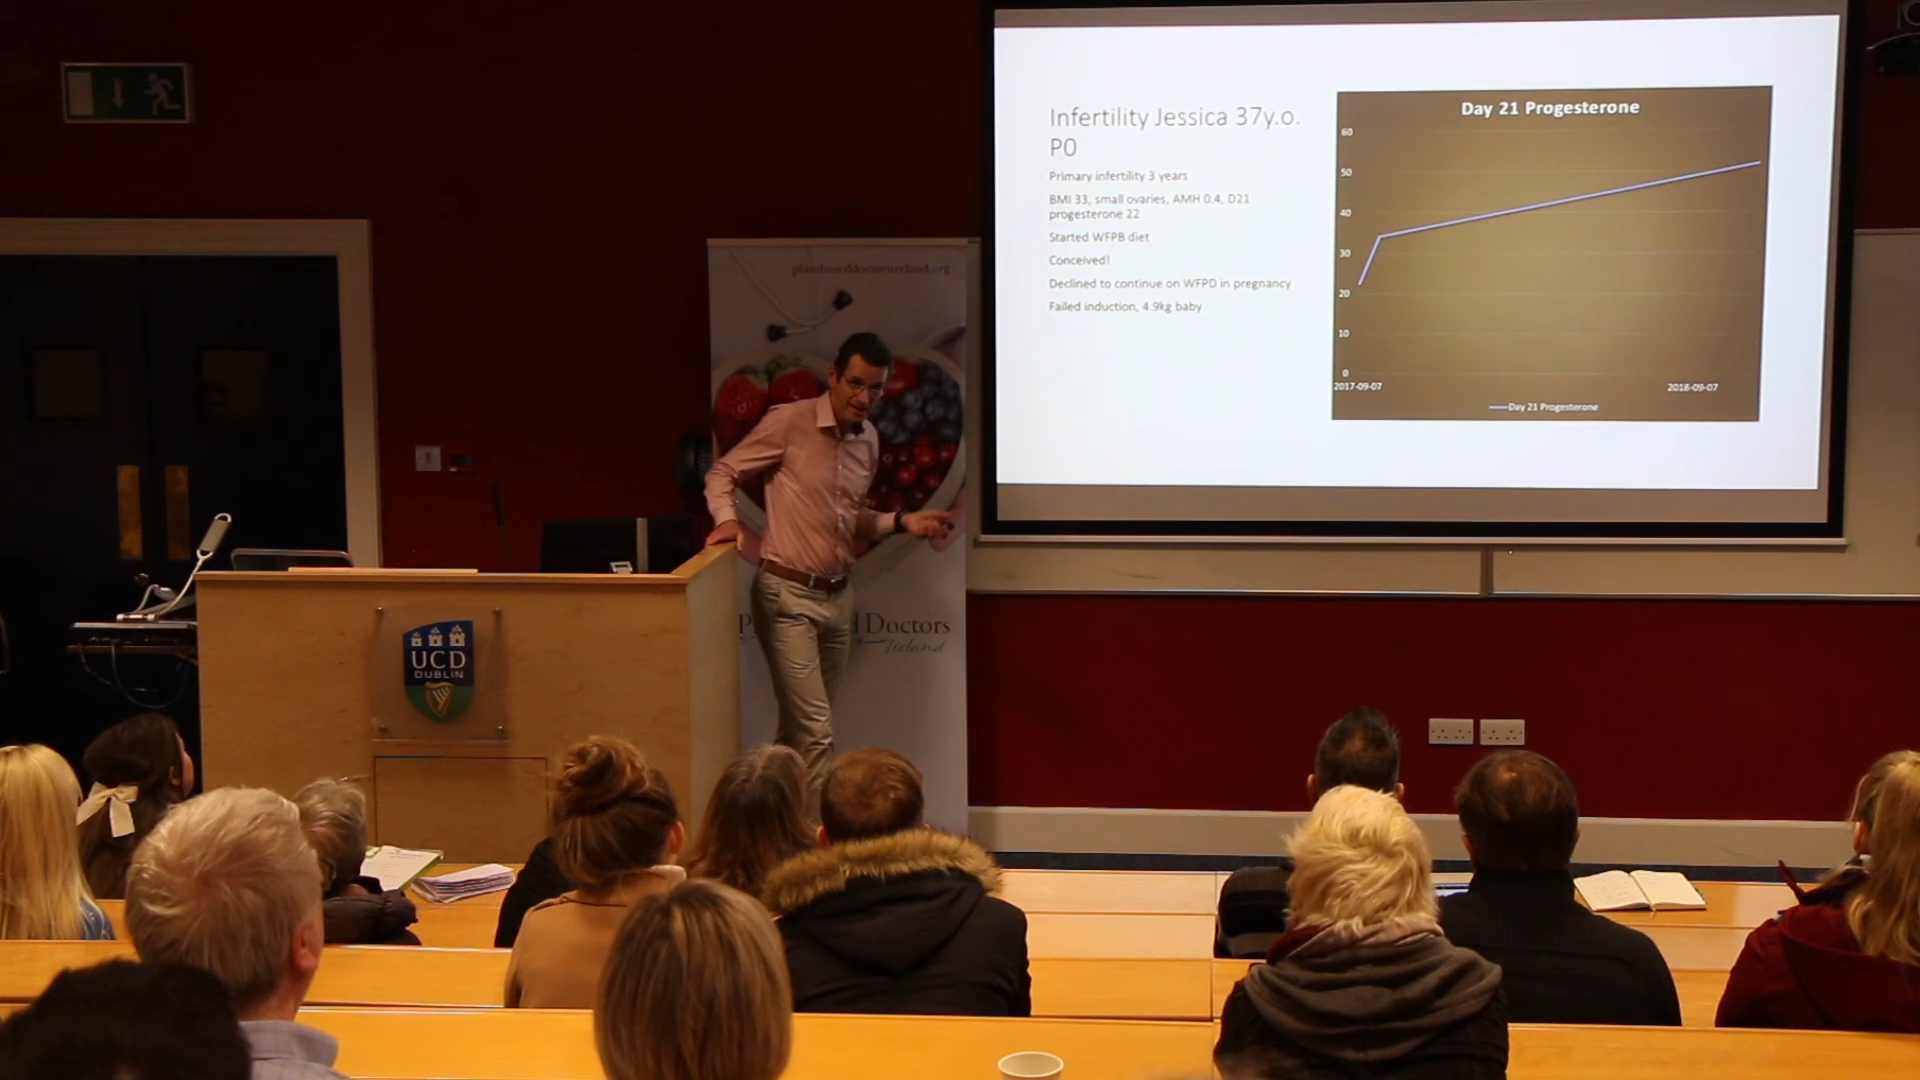 Infertility Jessica 37y.o.
P0
Primary infertility 3 years
BMI 33, small ovaries, AMH 0.4, D21
progesterone 22
Started WFPB diet
Conceived!
Declined to continue on WFPD in pregnancy
Failed induction, 4.9kg baby
Day 21 Progesterone
60
50
40
30
20
10
0
2017-09-07
2018-09-07
Day 21 Progesterone
plantbaseddoctorsireland.org
Doctors
Ireland
UCD
DUBLIN